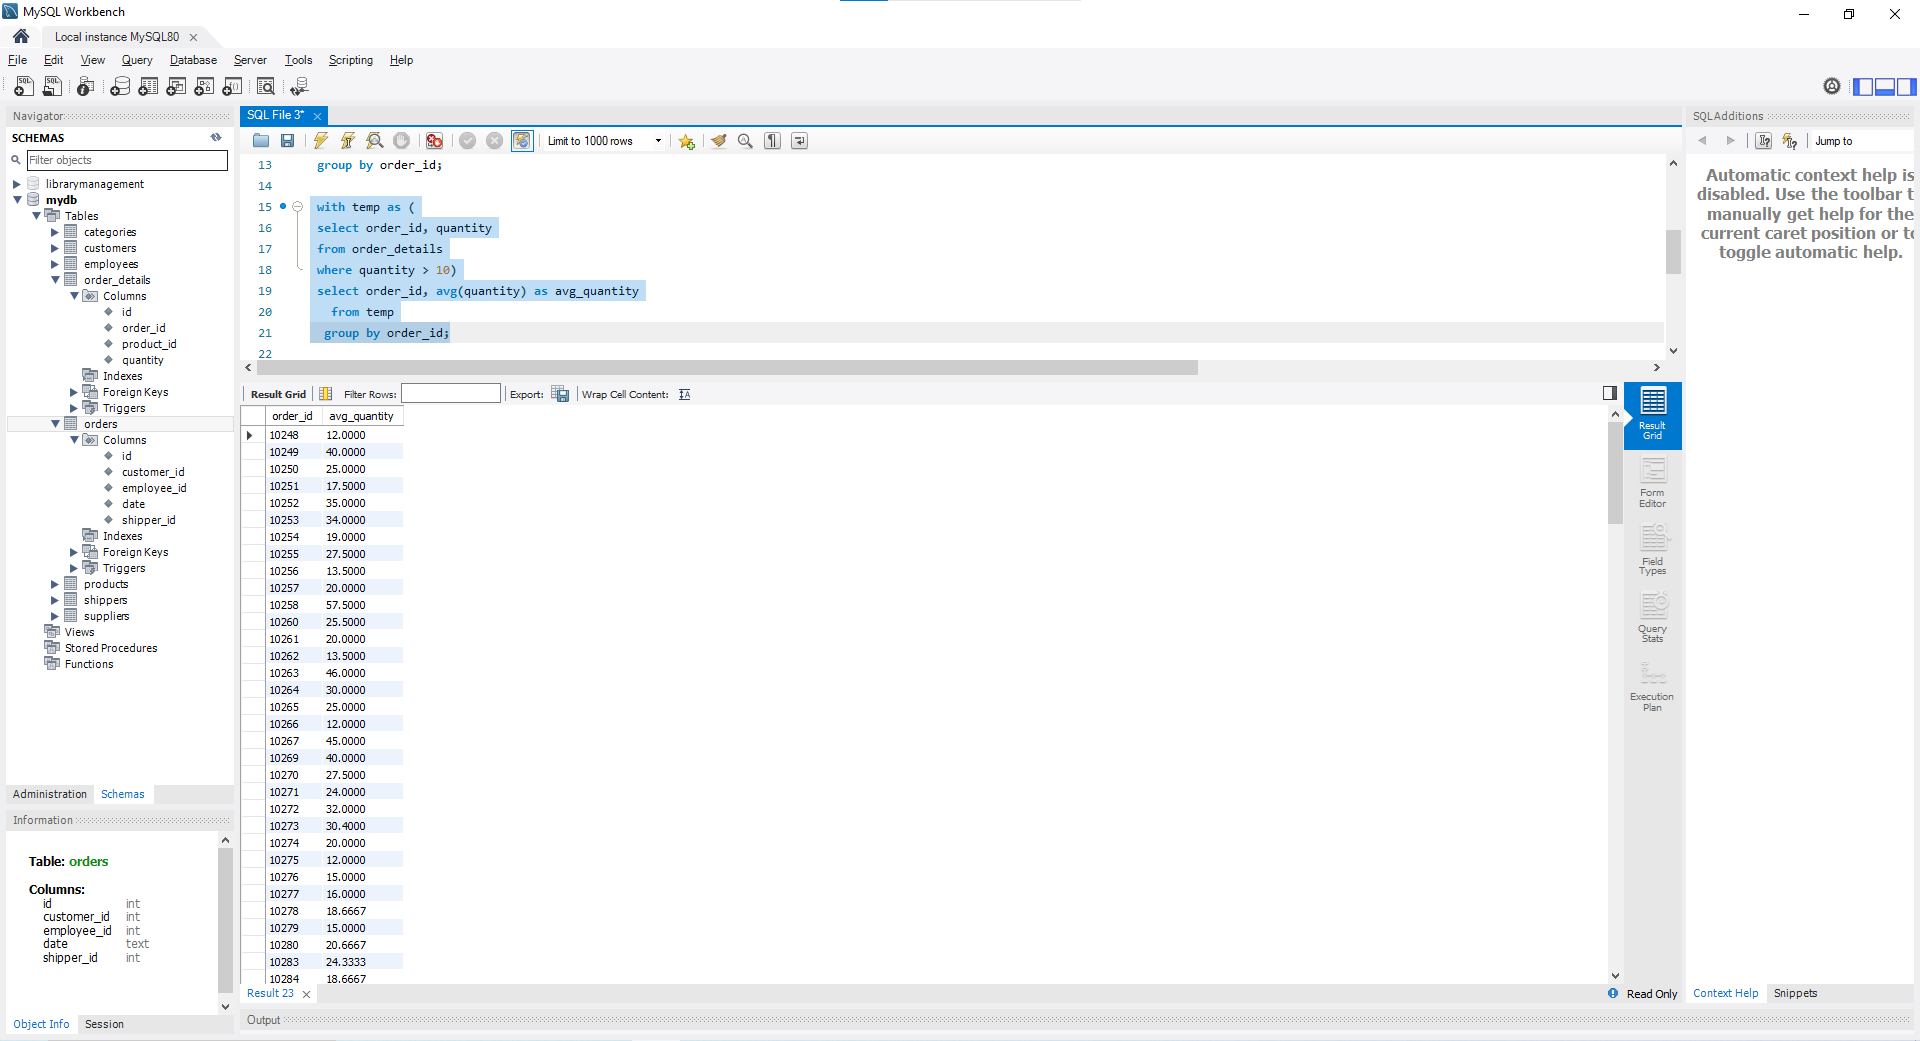 MySQL Workbench
Local instance MySQL80
File Edit View Query Database Server Tools Scripting Help
Navigator
SCHEMAS
Filter objects
librarymanagement
mydb
Tables
categories
customers
employees
order_details
Columns
id
order_id
product_id
quantity
Indexes
Foreign Keys
Triggers
orders
Columns
id
customer_id
employee_id
date
shipper_id
Indexes
Foreign Keys
Triggers
products
shippers
suppliers
Views
Stored Procedures
Functions
Administration Schemas
Information
Table: orders
Columns:
id int
customer_id int
employee_id int
date text
shipper_id int
Object Info Session
SQL File 3*
Limit to 1000 rows
13 group by order_id;
14
15 with temp as (
16 select order_id, quantity
17 from order_details
18 where quantity > 10)
19 select order_id, avg(quantity) as avg_quantity
20 from temp
21 group by order_id;
22
Result Grid Filter Rows: Export: Wrap Cell Content:
order_id avg_quantity
10248 12.0000
10249 40.0000
10250 25.0000
10251 17.5000
10252 35.0000
10253 34.0000
10254 19.0000
10255 27.5000
10256 13.5000
10257 20.0000
10258 57.5000
10260 25.5000
10261 20.0000
10262 13.5000
10263 46.0000
10264 30.0000
10265 25.0000
10266 12.0000
10267 45.0000
10269 40.0000
10270 27.5000
10271 24.0000
10272 32.0000
10273 30.4000
10274 20.0000
10275 12.0000
10276 15.0000
10277 16.0000
10278 18.6667
10279 15.0000
10280 20.6667
10283 24.3333
10284 18.6667
Result 23
Read Only
Output
Result
Grid
Form
Editor
Field
Types
Query
Stats
Execution
Plan
SQLAdditions
Jump to
Automatic context help is
disabled. Use the toolbar t
manually get help for the
current caret position or to
toggle automatic help.
Context Help Snippets